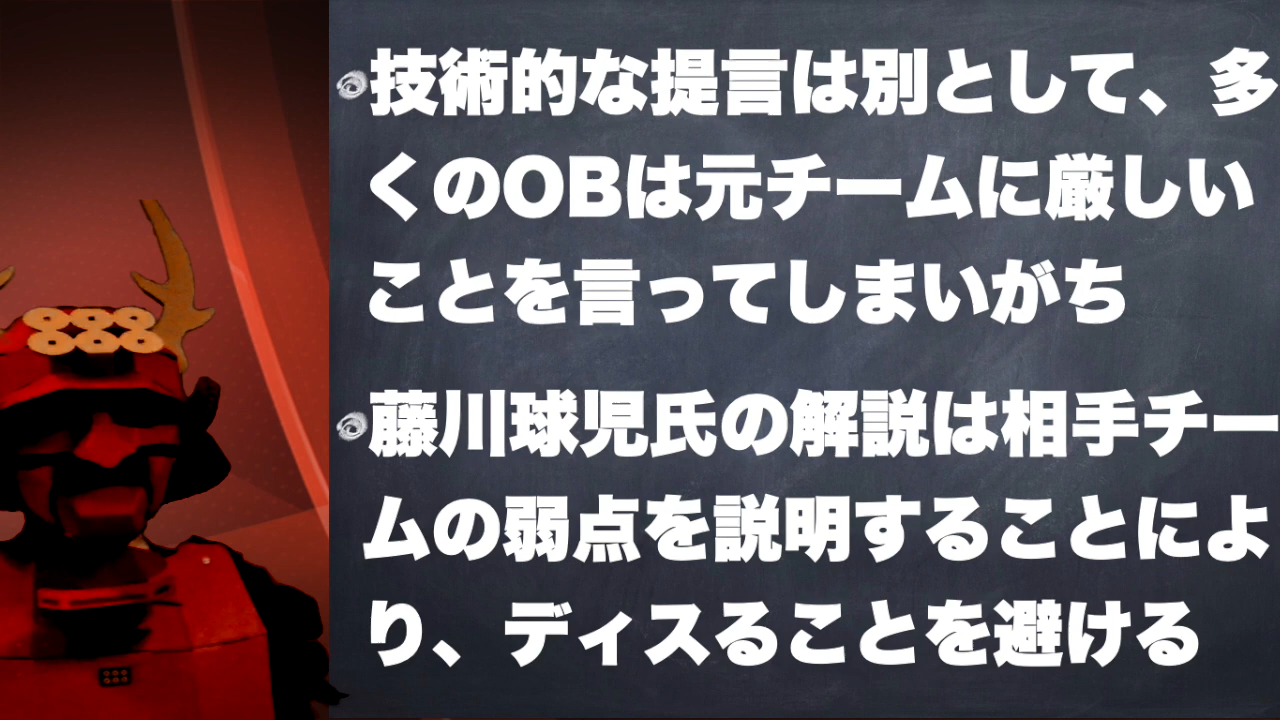 技術的な提言は別として、多
くのOBは元チームに厳しい
ことを言ってしまいがち
藤川球児氏の解説は相手チー
ムの弱点を説明することによ
り、ディスることを避ける